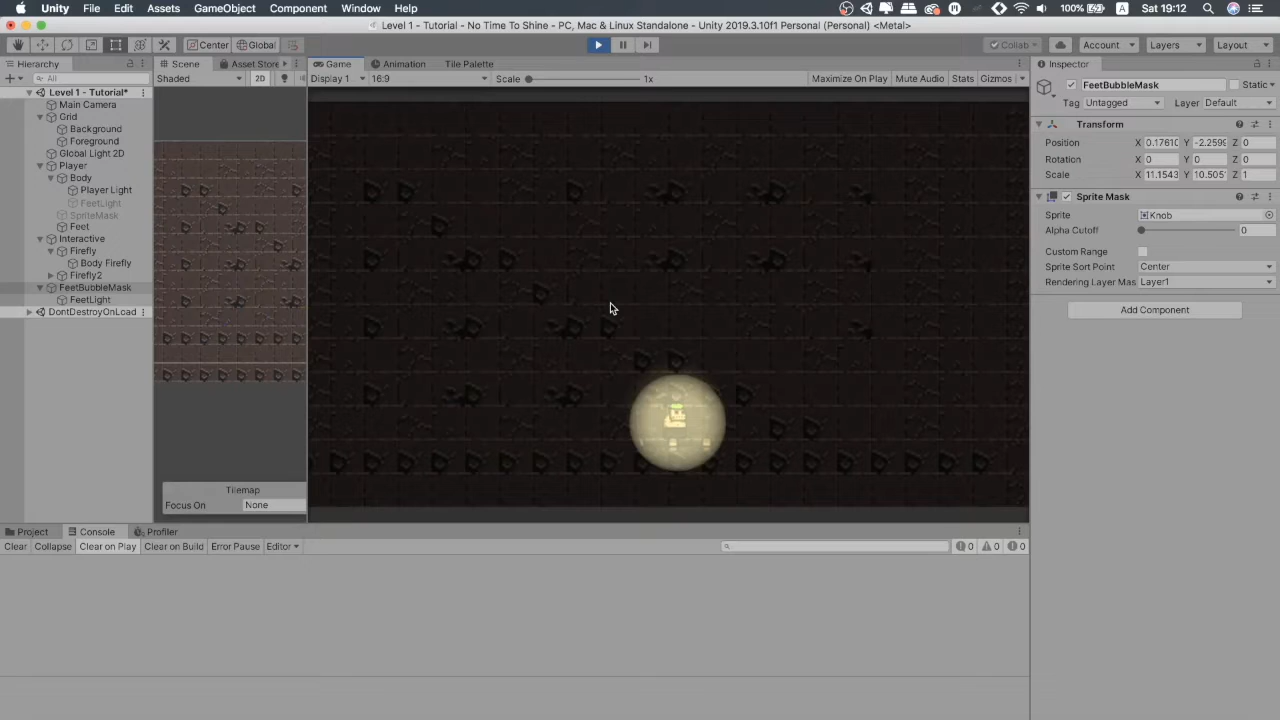 Unity File Edit Assets GameObject Component Window Help 100% A Sat 19:12
Level 1 - Tutorial - No Time To Shine - PC, Mac & Linux Standalone - Unity 2019.3.10f1 Personal (Personal) <Metal>
Center Global Collab Account Layers Layout
Hierarchy Scene Asset Store Game Animation Tile Palette Inspector
All Shaded 2D Display 1 16:9 Scale 1x Maximize On Play Mute Audio Stats Gizmos FeetBubbleMask Static
Level 1 - Tutorial*
Main Camera Tag Untagged Layer Default
Grid
Background Transform
Foreground Position X 0.17610 Y -2.2599 Z 0
Global Light 2D Rotation X 0 Y 0 Z 0
Player Scale X 11.1543 Y 10.505 Z 1
Body
Player Light Sprite Mask
FeetLight
SpriteMask Sprite Knob
Feet Alpha Cutoff 0
Interactive
Firefly Custom Range
Body Firefly Sprite Sort Point Center
Firefly2 Rendering Layer Mas Layer1
FeetBubbleMask
FeetLight
DontDestroyOnLoad Add Component
Tilemap
Focus On None
Project Console Profiler
Clear Collapse Clear on Play Clear on Build Error Pause Editor 0 0 0